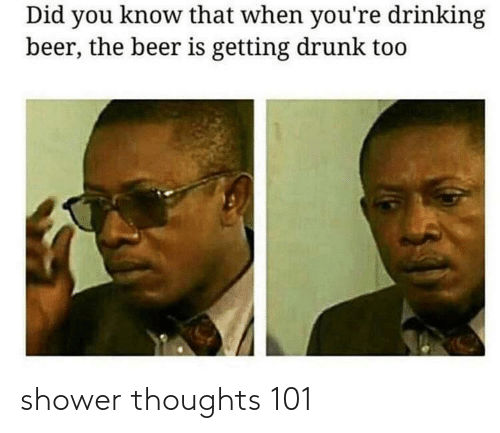 Did you know that when you're drinking
beer, the beer is getting drunk too
shower thoughts 101